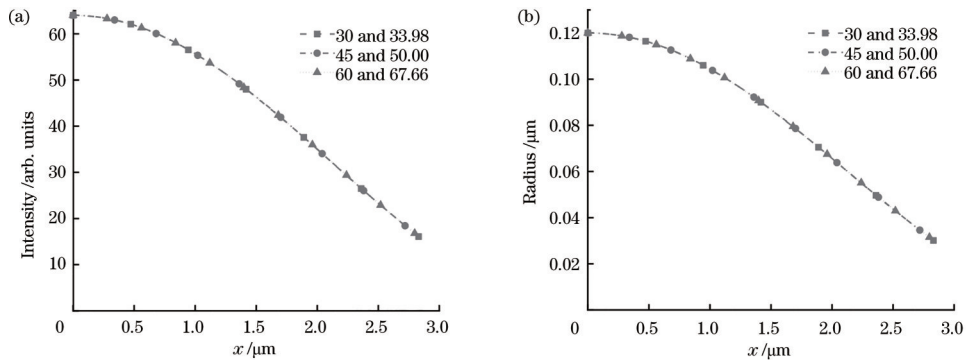 (a)
60
50
40
30
20
10
0
0.5
1.0
1.5
2.0
2.5
3.0
Intensity /arb. units
x /μm
30 and 33.98
45 and 50.00
60 and 67.66
(b)
0.12
0.10
0.08
0.06
0.04
0.02
0.00
0
0.5
1.0
1.5
2.0
2.5
3.0
Radius /μm
x /μm
30 and 33.98
45 and 50.00
60 and 67.66